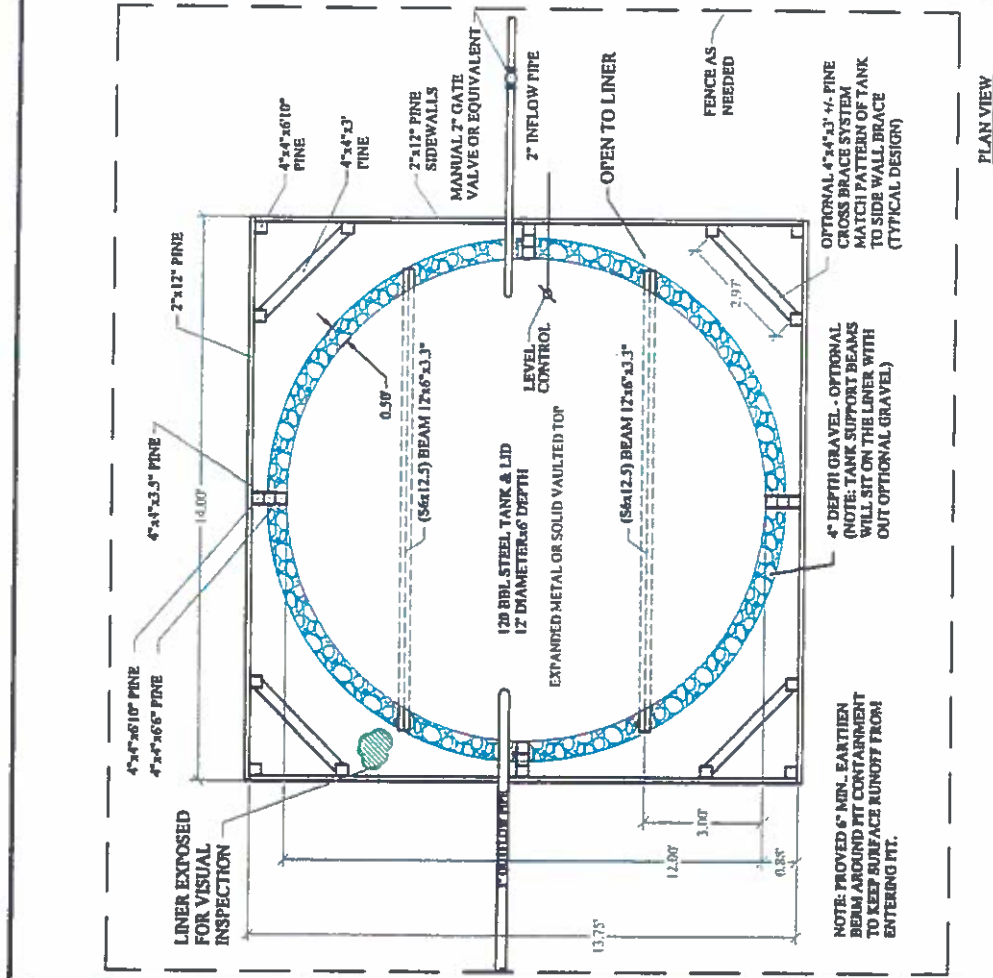 4"x4"x6'10"
PINE
4"x4"x3'
PINE
2"x12" PINE
SIDEWALLS
MANUAL 2" GATE
VALVE OR EQUIVALENT
2" INFLOW PIPE
OPEN TO LINER
FENCE AS
NEEDED
2"x12" PINE
4"x4"x3.5" PINE
14.00'
4"x4"x6'10" PINE
4"x4"x6'6" PINE
0.50'
(S6x12.5) BEAM 12'x6"x3.3"
LEVEL
CONTROL
120 BBL STEEL TANK & LID
12' DIAMETERx6' DEPTH
EXPANDED METAL OR SOLID VAULTED TOP
(S6x12.5) BEAM 12'x6"x3.3"
2.97'
OPTIONAL 4"x4"x3' +/- PINE
CROSS BRACE SYSTEM
MATCH PATTERN OF TANK
TO SIDE WALL BRACE
(TYPICAL DESIGN)
4" DEPTH GRAVEL - OPTIONAL
(NOTE: TANK SUPPORT BEAMS
WILL SIT ON THE LINER WITH
OUT OPTIONAL GRAVEL)
LINER EXPOSED
FOR VISUAL
INSPECTION
OUTFLOW PIPE
3.00'
12.00'
0.88'
13.75'
NOTE: PROVED 6" MIN.. EARTHEN
BERM AROUND PIT CONTAINMENT
TO KEEP SURFACE RUNOFF FROM
ENTERING PIT.
PLAN VIEW